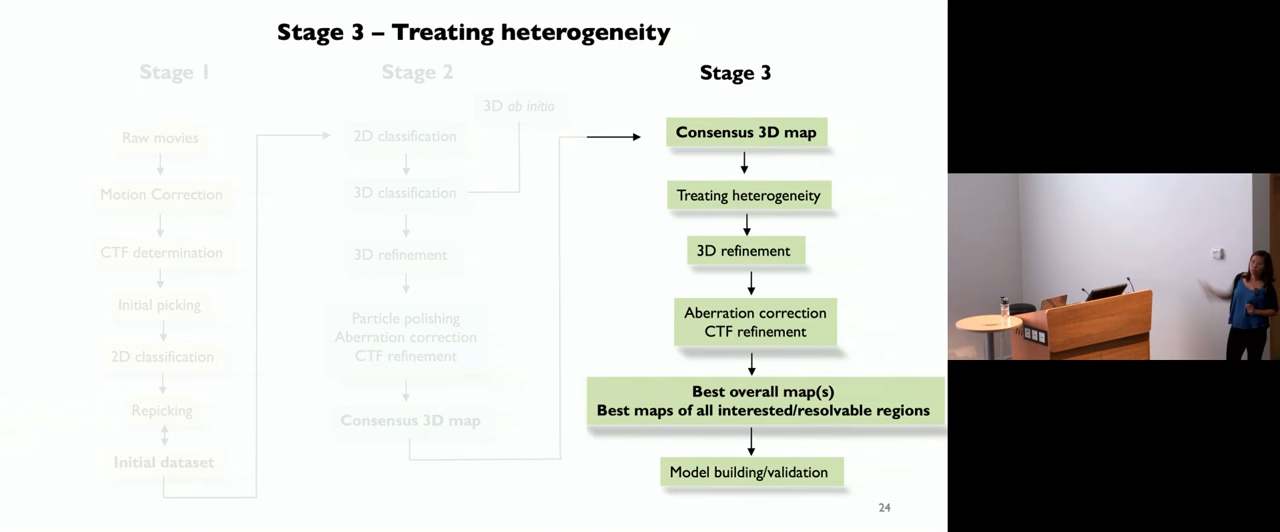 Stage 3 – Treating heterogeneity
Stage 1
Raw movies
Motion Correction
CTF determination
Initial picking
2D classification
Repicking
Initial dataset
Stage 2
3D ab initio
2D classification
3D classification
3D refinement
Particle polishing
Aberration correction
CTF refinement
Consensus 3D map
Stage 3
Consensus 3D map
Treating heterogeneity
3D refinement
Aberration correction
CTF refinement
Best overall map(s)
Best maps of all interested/resolvable regions
Model building/validation
24